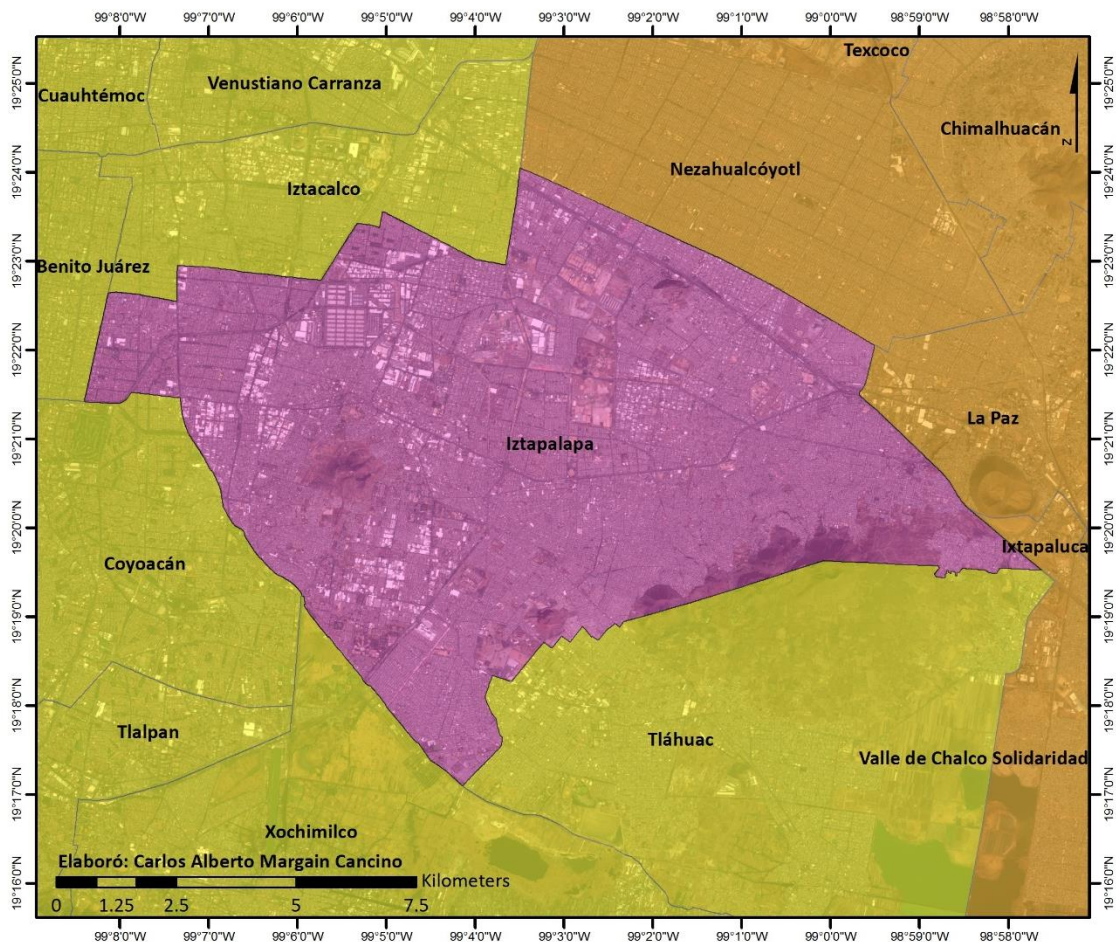 99°8'0"W 99°7'0"W 99°6'0"W 99°5'0"W 99°4'0"W 99°3'0"W 99°2'0"W 99°1'0"W 99°0'0"W 98°59'0"W 98°58'0"W
Texcoco
19°25'0"N
Venustiano Carranza
19°25'0"N
Cuauhtémoc
Chimalhuacán
N
19°24'0"N
Iztacalco
Nezahualcóyotl
19°24'0"N
19°23'0"N
Benito Juárez
19°23'0"N
19°22'0"N
19°22'0"N
19°21'0"N
Iztapalapa
La Paz
19°21'0"N
19°20'0"N
19°20'0"N
Ixtapaluca
Coyoacán
19°19'0"N
19°19'0"N
19°18'0"N
19°18'0"N
Tlalpan
Tláhuac
Valle de Chalco Solidaridad
19°17'0"N
19°17'0"N
Xochimilco
Elaboró: Carlos Alberto Margain Cancino
19°16'0"N
Kilometers
19°16'0"N
0 1.25 2.5 5 7.5
99°8'0"W 99°7'0"W 99°6'0"W 99°5'0"W 99°4'0"W 99°3'0"W 99°2'0"W 99°1'0"W 99°0'0"W 98°59'0"W 98°58'0"W